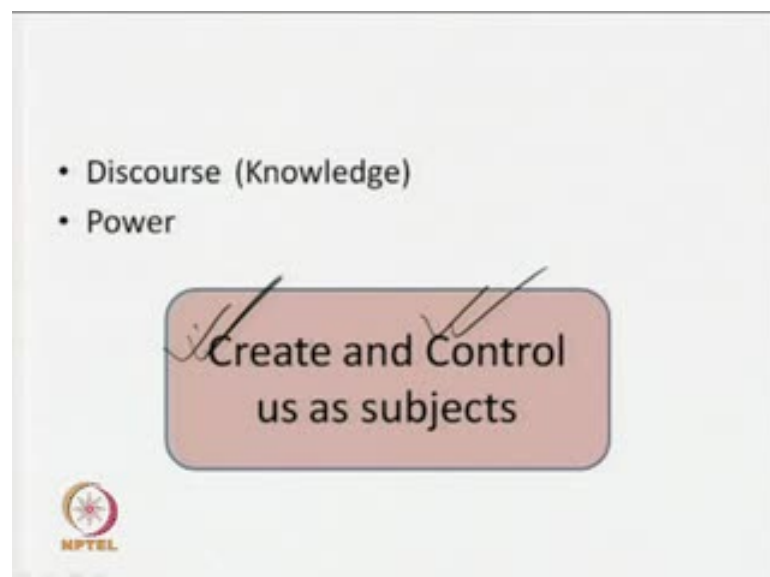 • Discourse (Knowledge)
• Power
Create and Control
us as subjects
NPTEL